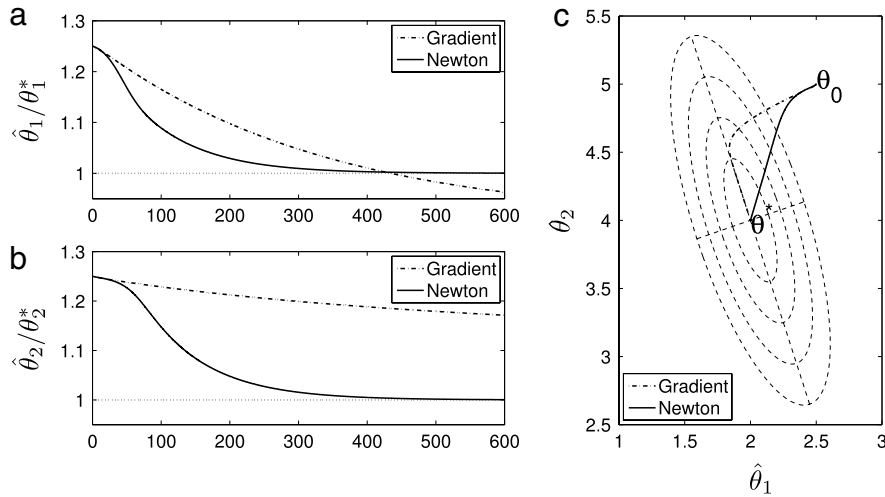 a
1.3
1.2
1.1
1
θ̂₁/θ₁*
Gradient
Newton
0 100 200 300 400 500 600
b
1.3
1.2
1.1
1
θ̂₂/θ₂*
Gradient
Newton
0 100 200 300 400 500 600
c
5.5
5
4.5
4
3.5
3
2.5
θ̂₂
θ₀
θ*
Gradient
Newton
1 1.5 2 2.5 3
θ̂₁